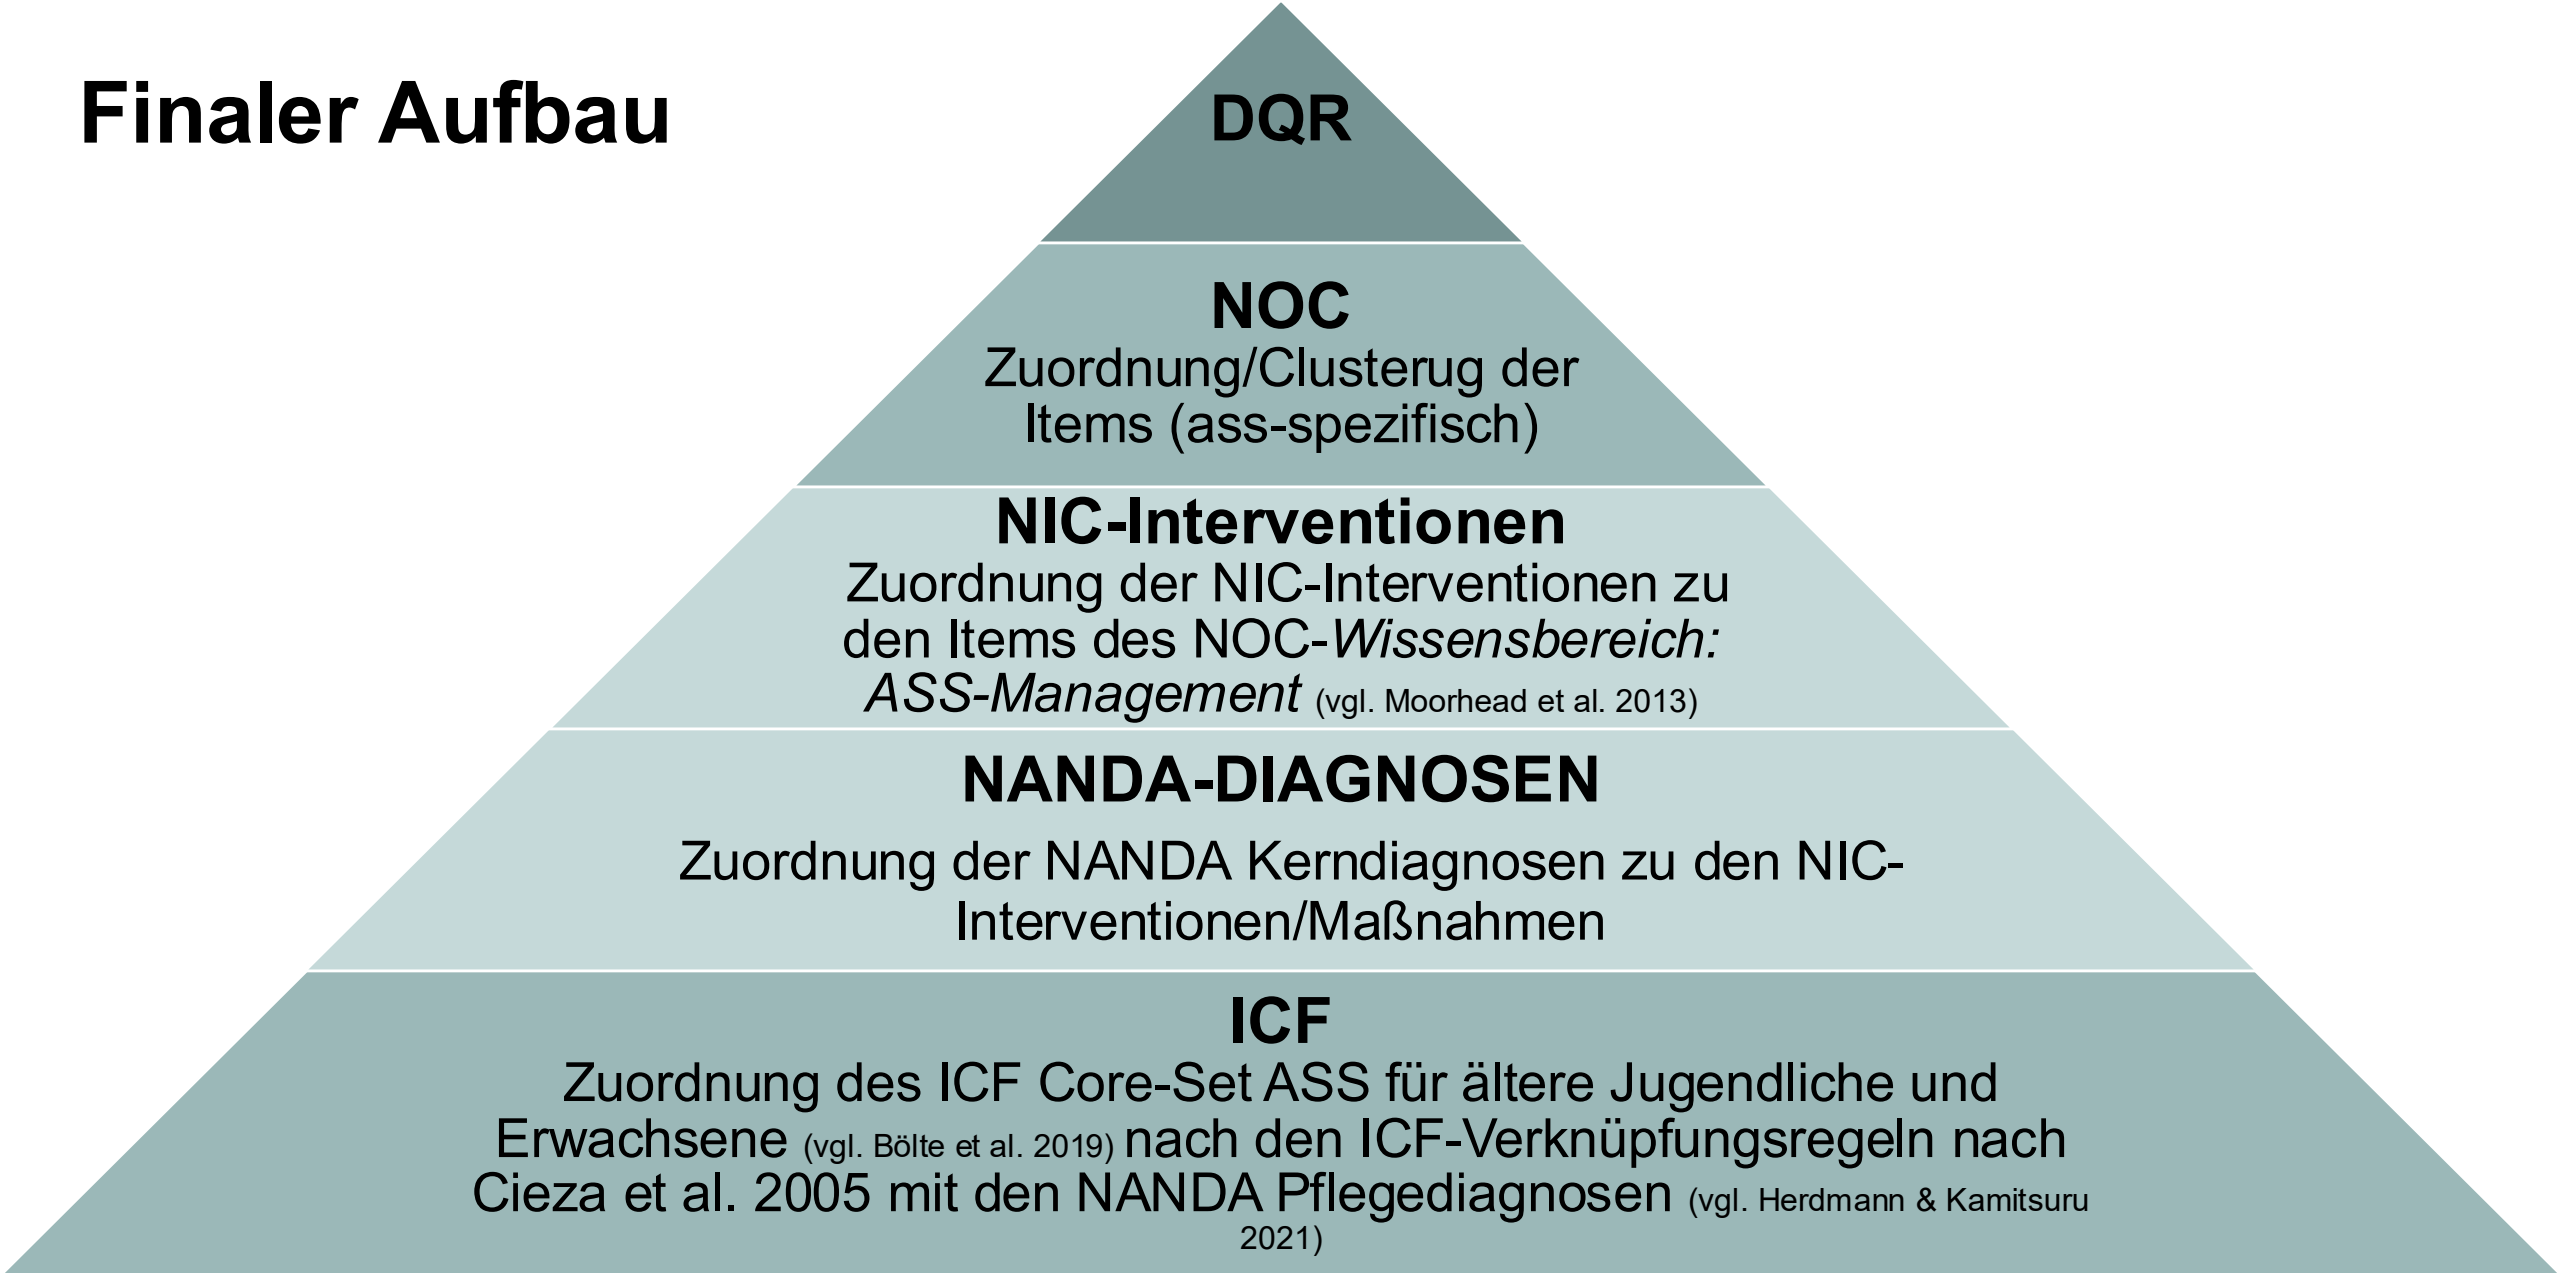 Finaler Aufbau
DQR
NOC
Zuordnung/Clusterug der
Items (ass-spezifisch)
NIC-Interventionen
Zuordnung der NIC-Interventionen zu
den Items des NOC-Wissensbereich:
ASS-Management (vgl. Moorhead et al. 2013)
NANDA-DIAGNOSEN
Zuordnung der NANDA Kerndiagnosen zu den NIC-
Interventionen/Maßnahmen
ICF
Zuordnung des ICF Core-Set ASS für ältere Jugendliche und
Erwachsene (vgl. Bölte et al. 2019) nach den ICF-Verknüpfungsregeln nach
Cieza et al. 2005 mit den NANDA Pflegediagnosen (vgl. Herdmann & Kamitsuru
2021)